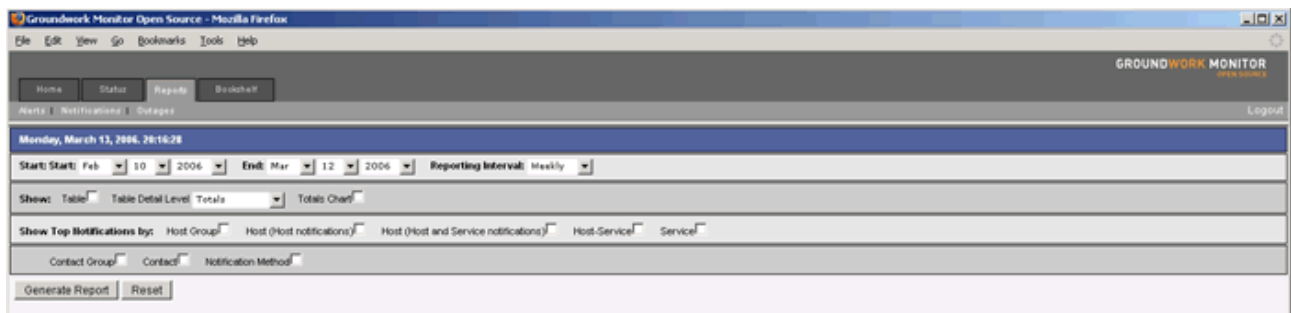 Groundwork Monitor Open Source - Mozilla Firefox
File Edit View Go Bookmarks Tools Help
GROUNDWORK MONITOR
OPEN SOURCE
Home Status Reports Bookshelf
Alerts | Notifications | Outages Logout
Monday, March 13, 2006. 20:16:28
Start: Start: Feb 10 2006 End: Mar 12 2006 Reporting Interval: Weekly
Show: Table Table Detail Level Totals Totals Chart
Show Top Notifications by: Host Group Host (Host notifications) Host (Host and Service notifications) Host-Service Service
Contact Group Contact Notification Method
Generate Report Reset